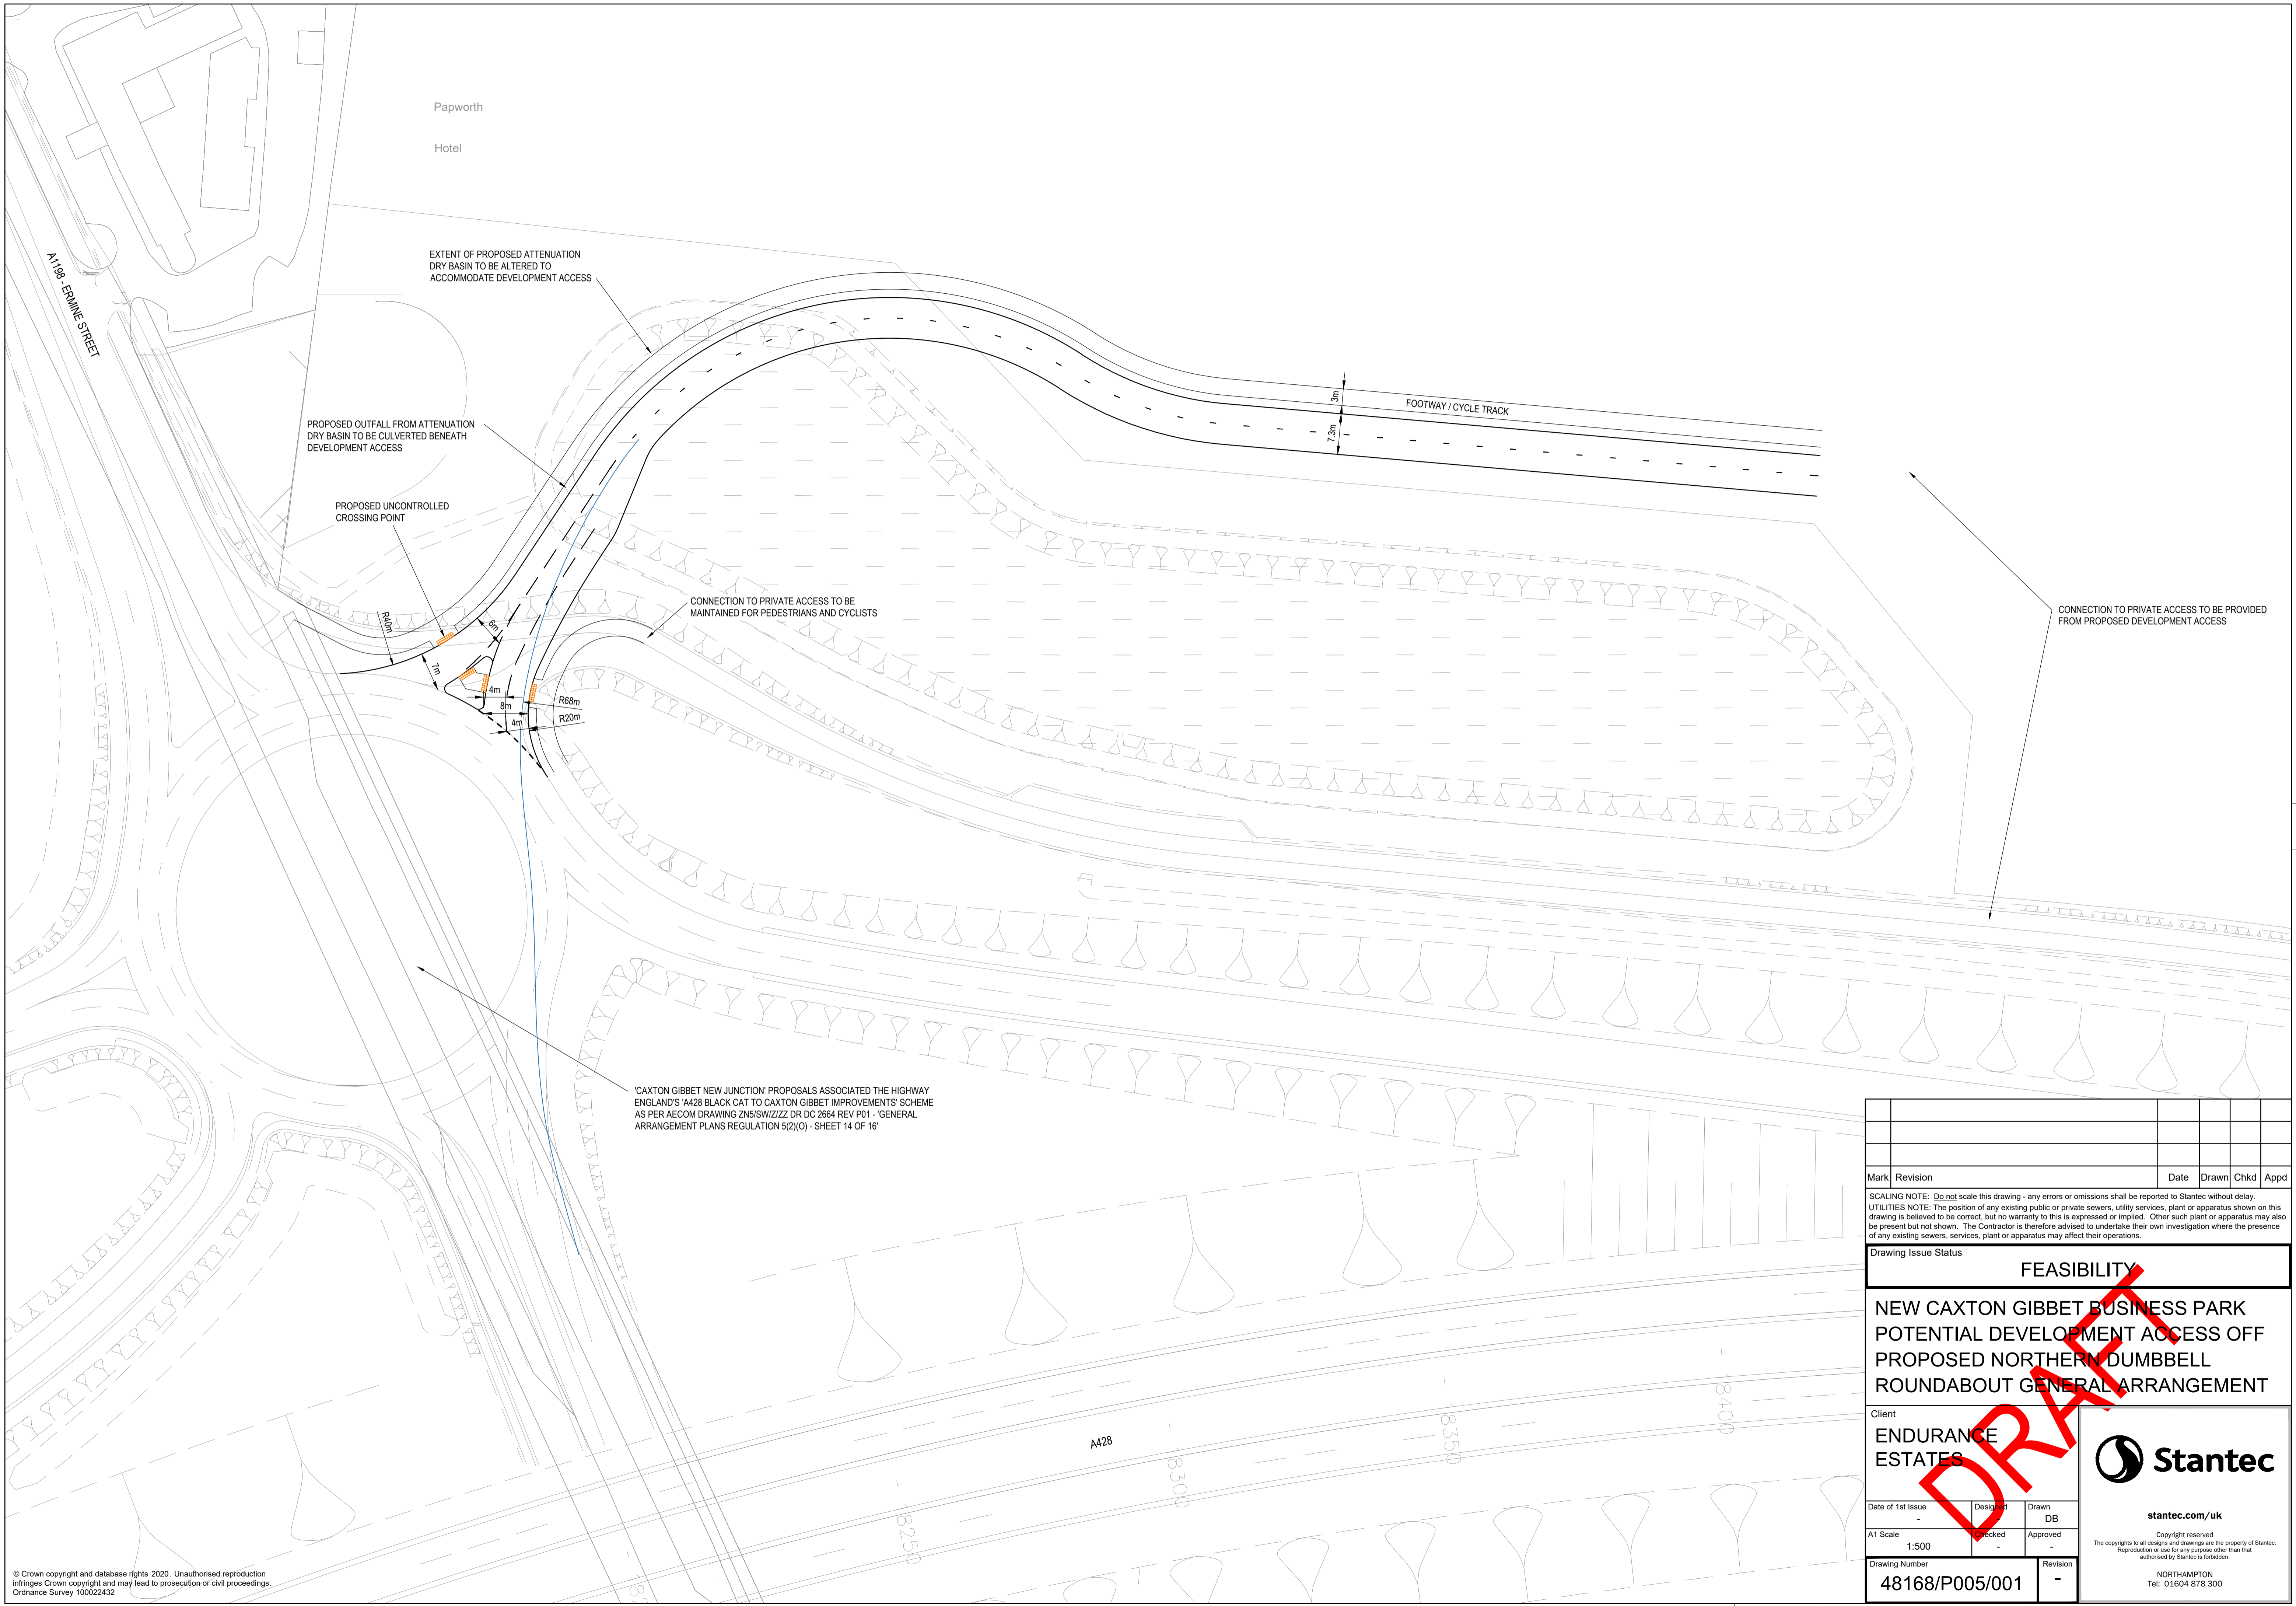 Papworth
Hotel
A1198 - ERMINE STREET
EXTENT OF PROPOSED ATTENUATION
DRY BASIN TO BE ALTERED TO
ACCOMMODATE DEVELOPMENT ACCESS
PROPOSED OUTFALL FROM ATTENUATION
DRY BASIN TO BE CULVERTED BENEATH
DEVELOPMENT ACCESS
PROPOSED UNCONTROLLED
CROSSING POINT
3m
FOOTWAY / CYCLE TRACK
7.3m
CONNECTION TO PRIVATE ACCESS TO BE
MAINTAINED FOR PEDESTRIANS AND CYCLISTS
CONNECTION TO PRIVATE ACCESS TO BE PROVIDED
FROM PROPOSED DEVELOPMENT ACCESS
R40m
6m
7m
4m
8m
4m
R68m
R20m
'CAXTON GIBBET NEW JUNCTION' PROPOSALS ASSOCIATED THE HIGHWAY
ENGLAND'S 'A428 BLACK CAT TO CAXTON GIBBET IMPROVEMENTS' SCHEME
AS PER AECOM DRAWING ZN5/SW/Z/ZZ DR DC 2664 REV P01 - 'GENERAL
ARRANGEMENT PLANS REGULATION 5(2)(O) - SHEET 14 OF 16'
A428
18250
18300
18350
18400
Mark Revision Date Drawn Chkd Appd
SCALING NOTE: Do not scale this drawing - any errors or omissions shall be reported to Stantec without delay.
UTILITIES NOTE: The position of any existing public or private sewers, utility services, plant or apparatus shown on this
drawing is believed to be correct, but no warranty to this is expressed or implied. Other such plant or apparatus may also
be present but not shown. The Contractor is therefore advised to undertake their own investigation where the presence
of any existing sewers, services, plant or apparatus may affect their operations.
Drawing Issue Status
FEASIBILITY
NEW CAXTON GIBBET BUSINESS PARK
POTENTIAL DEVELOPMENT ACCESS OFF
PROPOSED NORTHERN DUMBBELL
ROUNDABOUT GENERAL ARRANGEMENT
DRAFT
Client
ENDURANCE
ESTATES
Date of 1st Issue
-
Designed
Drawn
DB
A1 Scale
1:500
Checked
-
Approved
-
Drawing Number
48168/P005/001
Revision
-
Stantec
stantec.com/uk
Copyright reserved
The copyrights to all designs and drawings are the property of Stantec.
Reproduction or use for any purpose other than that
authorised by Stantec is forbidden.
NORTHAMPTON
Tel: 01604 878 300
© Crown copyright and database rights 2020. Unauthorised reproduction
infringes Crown copyright and may lead to prosecution or civil proceedings.
Ordnance Survey 100022432